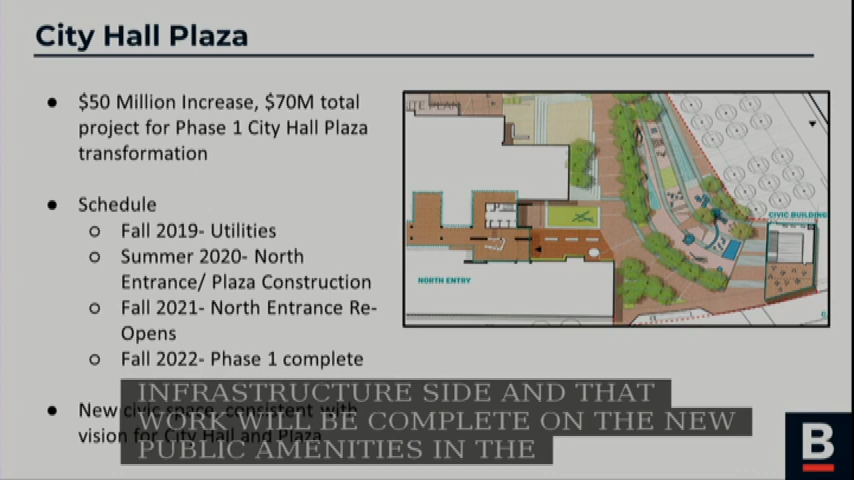 City Hall Plaza
● $50 Million Increase, $70M total
project for Phase 1 City Hall Plaza
transformation
● Schedule
○ Fall 2019- Utilities
○ Summer 2020- North
Entrance/ Plaza Construction
○ Fall 2021- North Entrance Re-
Opens
○ Fall 2022- Phase 1 complete
● New civic space, consistent with
vision for City Hall and Plaza
SITE PLAN
CIVIC BUILDING
NORTH ENTRY
INFRASTRUCTURE SIDE AND THAT
WORK WILL BE COMPLETE ON THE NEW
PUBLIC AMENITIES IN THE
B